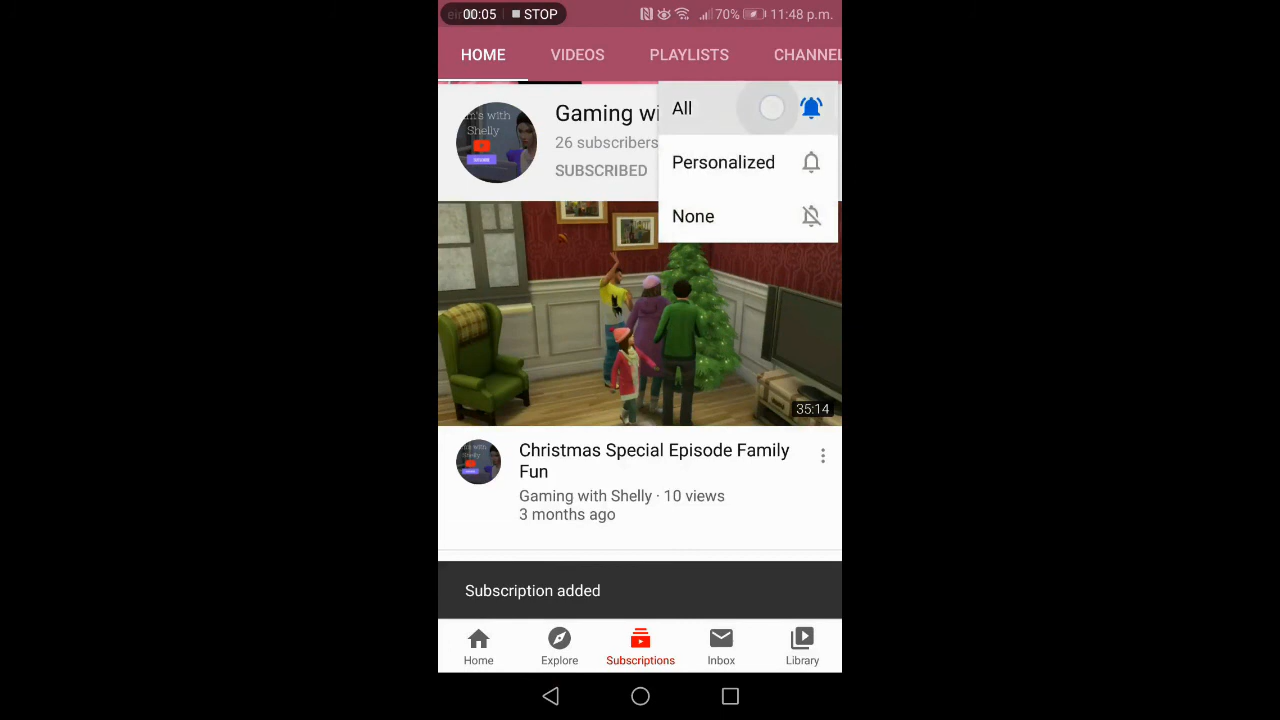 00:05 STOP 70% 11:48 p.m.
HOME VIDEOS PLAYLISTS CHANNEL
Gaming wi
26 subscribers
SUBSCRIBED
All
Personalized
None
with
Shelly
35:14
Christmas Special Episode Family
Fun
Gaming with Shelly · 10 views
3 months ago
Subscription added
Home Explore Subscriptions Inbox Library